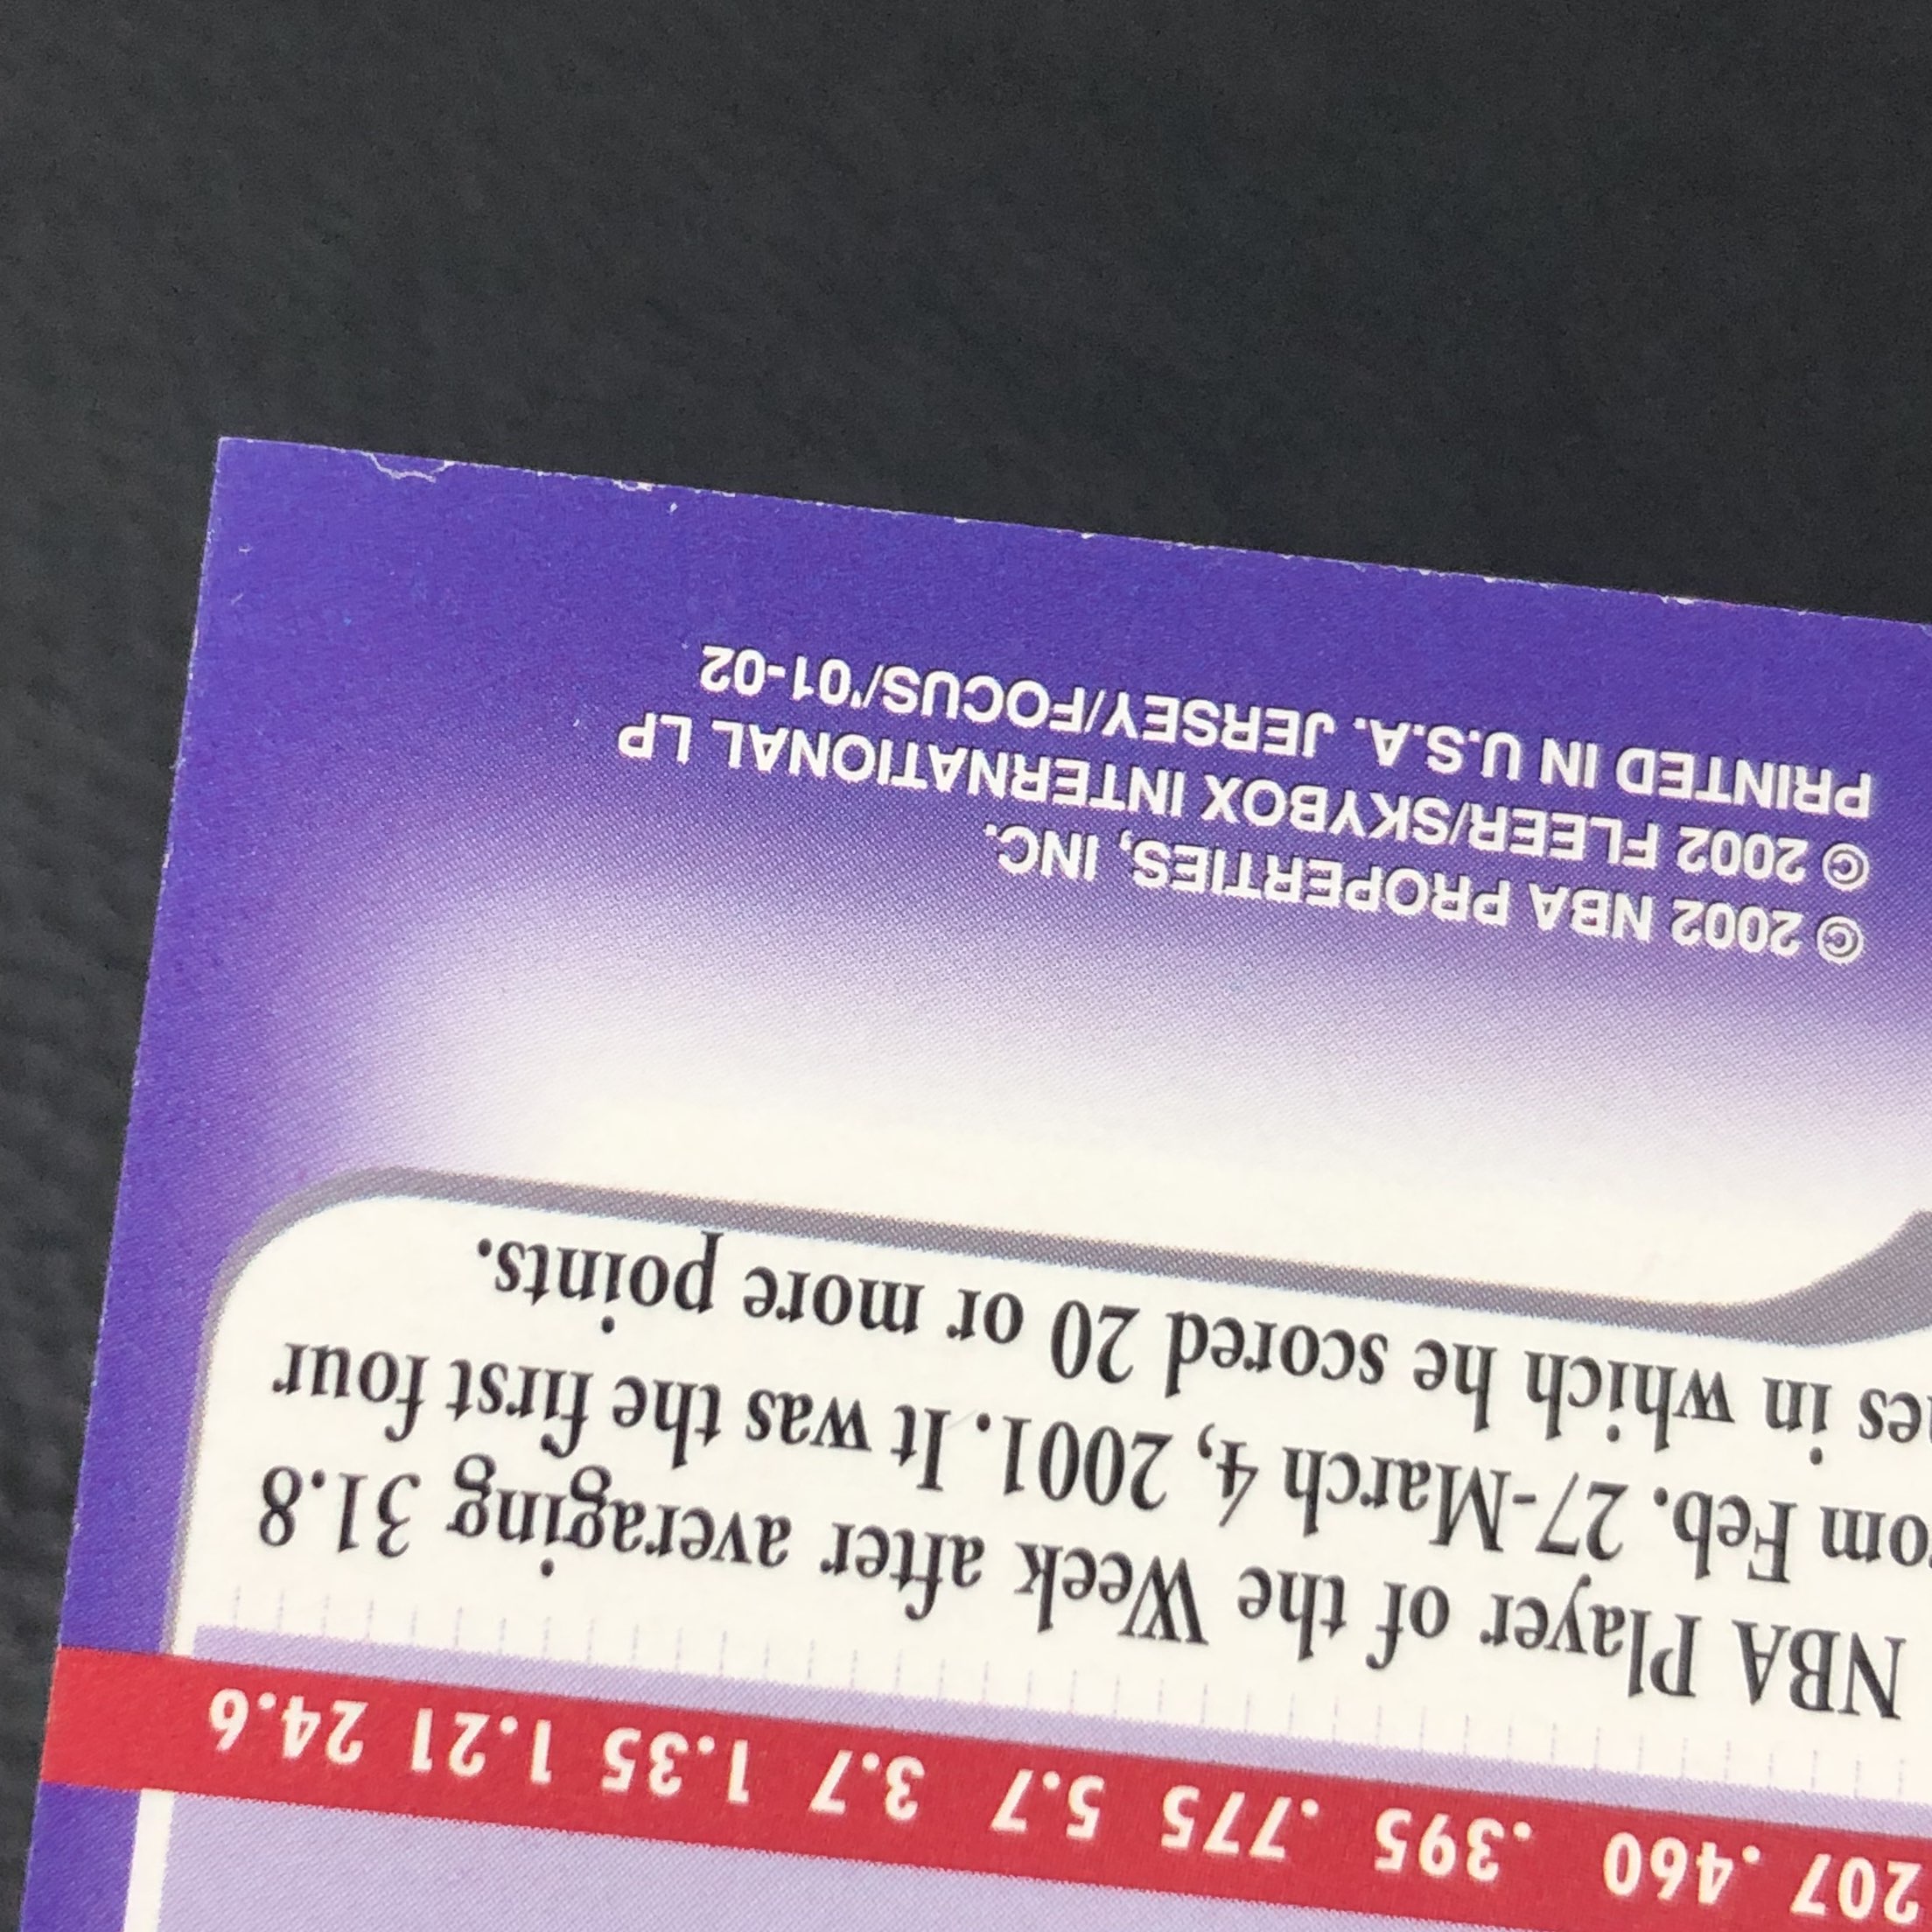 207 .460 .395 .775 5.7 3.7 1.35 1.21 24.6
NBA Player of the Week after averaging 31.8
Feb. 27-March 4, 2001. It was the first four
in which he scored 20 or more points.
© 2002 NBA PROPERTIES, INC.
© 2002 FLEER/SKYBOX INTERNATIONAL LP
PRINTED IN U.S.A. JERSEY/FOCUS/'01-02